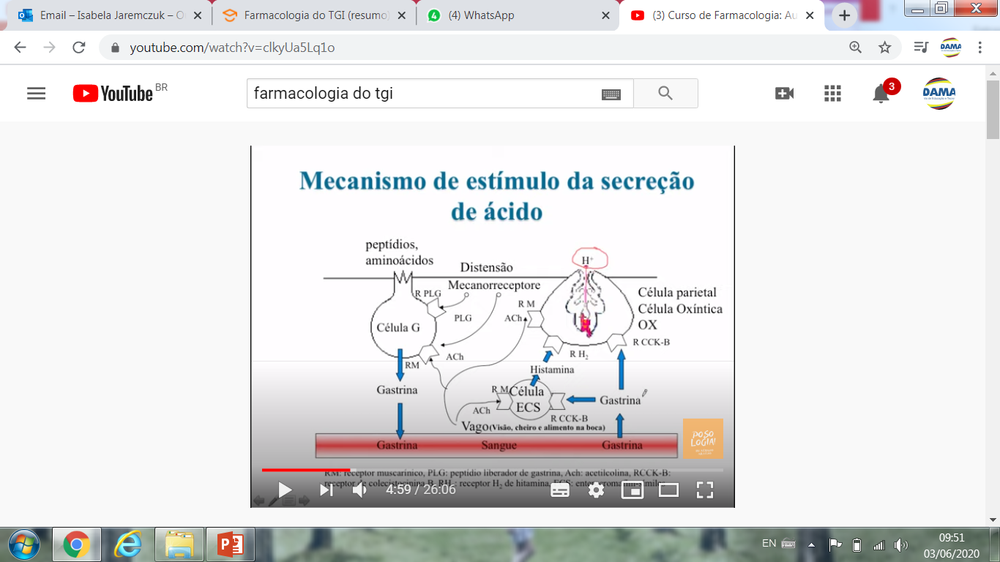 Email – Isabela Jaremczuk – O
Farmacologia do TGI (resumo)
(4) WhatsApp
(3) Curso de Farmacologia: Au
youtube.com/watch?v=clkyUa5Lq1o
DAMA
YouTube BR
farmacologia do tgi
3
DAMA
Mecanismo de estímulo da secreção
de ácido
peptídios,
aminoácidos
Distensão
Mecanorreceptore
H+
R PLG
PLG
Célula G
RM
ACh
R M
ACh
Célula parietal
Célula Oxíntica
OX
R CCK-B
R H2
Histamina
Gastrina
R M
Célula
ECS
ACh
R CCK-B
Gastrina
Vago(Visão, cheiro e alimento na boca)
Gastrina
Sangue
Gastrina
POSO
LOGIA!
RM: receptor muscarínico, PLG: peptídio liberador de gastrina, Ach: acetilcolina, RCCK-B:
receptor de colecistocinina B, RH2: receptor H2 de hitamina, ECS:
4:59 / 26:06
EN
09:51
03/06/2020